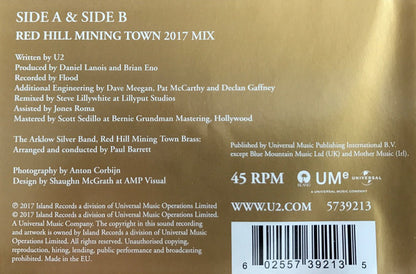 SIDE A & SIDE B
RED HILL MINING TOWN 2017 MIX
Written by U2
Produced by Daniel Lanois and Brian Eno
Recorded by Flood
Additional Engineering by Dave Meegan, Pat McCarthy and Declan Gaffney
Remixed by Steve Lillywhite at Lillyput Studios
Assisted by Jones Roma
Mastered by Scott Sedillo at Bernie Grundman Mastering, Hollywood
The Arklow Silver Band, Red Hill Mining Town Brass:
Arranged and conducted by Paul Barrett
Photography by Anton Corbijn
Design by Shaughn McGrath at AMP Visual
Ⓟ 2017 Island Records a division of Universal Music Operations Limited.
© 2017 Island Records a division of Universal Music Operations Limited.
A Universal Music Company. The copyright in this sound recording
and artwork is owned by Island Records a division of Universal Music
Operations Limited. All rights reserved. Unauthorised copying,
reproduction, hiring, lending, public performance and broadcasting
prohibited. Made in the EU.
Published by Universal Music Publishing International B.V.
except Blue Mountain Music Ltd (UK) and Mother Music (Irl).
45 RPM
ISLAND
UMe
UNIVERSAL
A UNIVERSAL MUSIC COMPANY
WWW.U2.COM
5739213
6 02557 39213 5